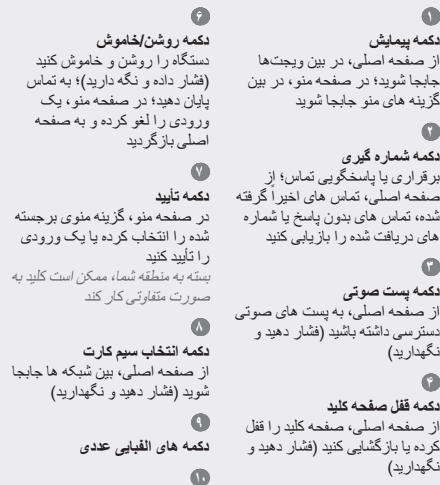 ۱
دکمه پیمایش
از صفحه اصلی، در بین ویجت‌ها
جابجا شوید؛ در صفحه منو، در بین
گزینه های منو جابجا شوید
۲
دکمه شماره گیری
برقراری یا پاسخگویی تماس؛ از
صفحه اصلی، تماس های اخیراً گرفته
شده، تماس های بدون پاسخ یا شماره
های دریافت شده را بازیابی کنید
۳
دکمه پست صوتی
از صفحه اصلی، به پست های صوتی
دسترسی داشته باشید (فشار دهید و
نگهدارید)
۴
دکمه قفل صفحه کلید
از صفحه اصلی، صفحه کلید را قفل
کرده یا بازگشایی کنید (فشار دهید و
نگهدارید)
۶
دکمه روشن/خاموش
دستگاه را روشن و خاموش کنید
(فشار داده و نگه دارید)؛ به تماس
پایان دهید؛ در صفحه منو، یک
ورودی را لغو کرده و به صفحه
اصلی بازگردید
۷
دکمه تأیید
در صفحه منو، گزینه منوی برجسته
شده را انتخاب کرده یا یک ورودی
را تأیید کنید
بسته به منطقه شما، ممکن است کلید به
صورت متفاوتی کار کند
۸
دکمه انتخاب سیم کارت
از صفحه اصلی، بین شبکه ها جابجا
شوید (فشار دهید و نگهدارید)
۹
دکمه های الفبایی عددی
۱۰